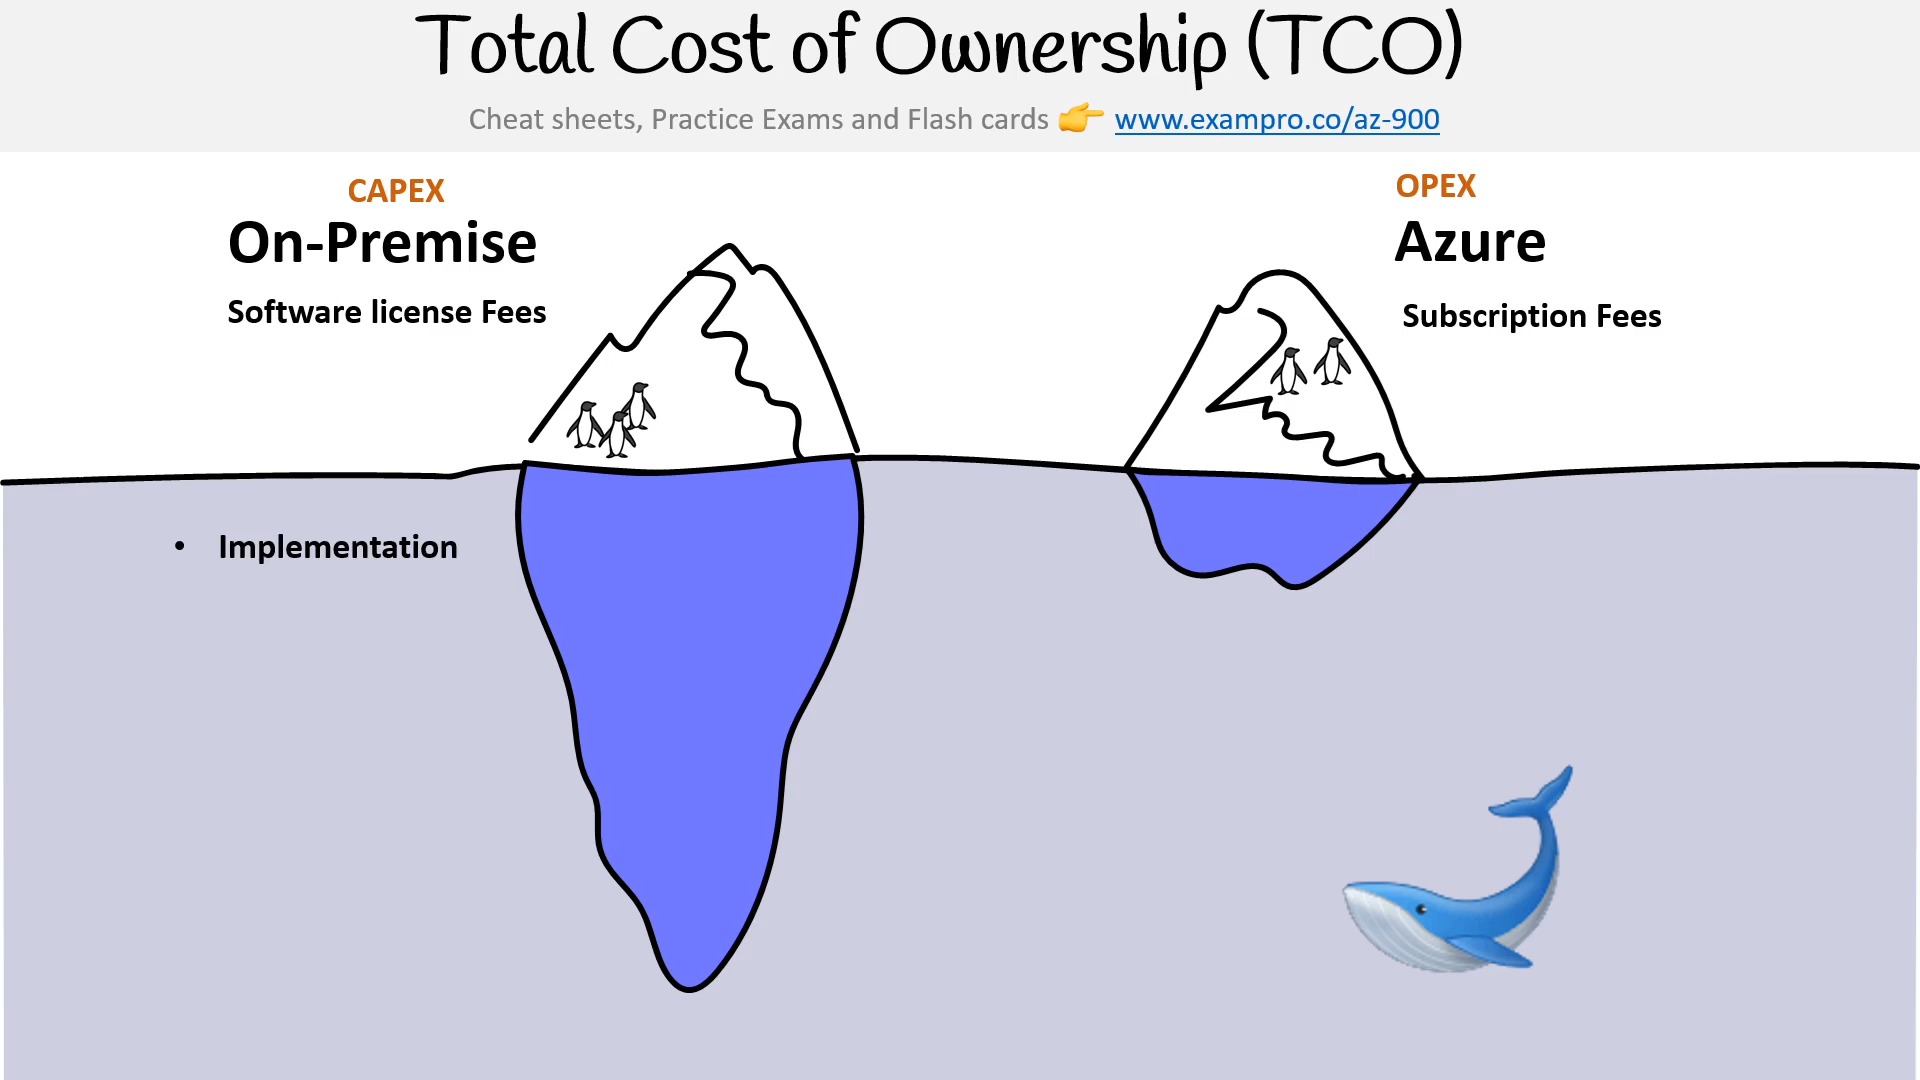 Total Cost of Ownership (TCO)
Cheat sheets, Practice Exams and Flash cards 👉 www.exampro.co/az-900
CAPEX
On-Premise
Software license Fees
OPEX
Azure
Subscription Fees
• Implementation